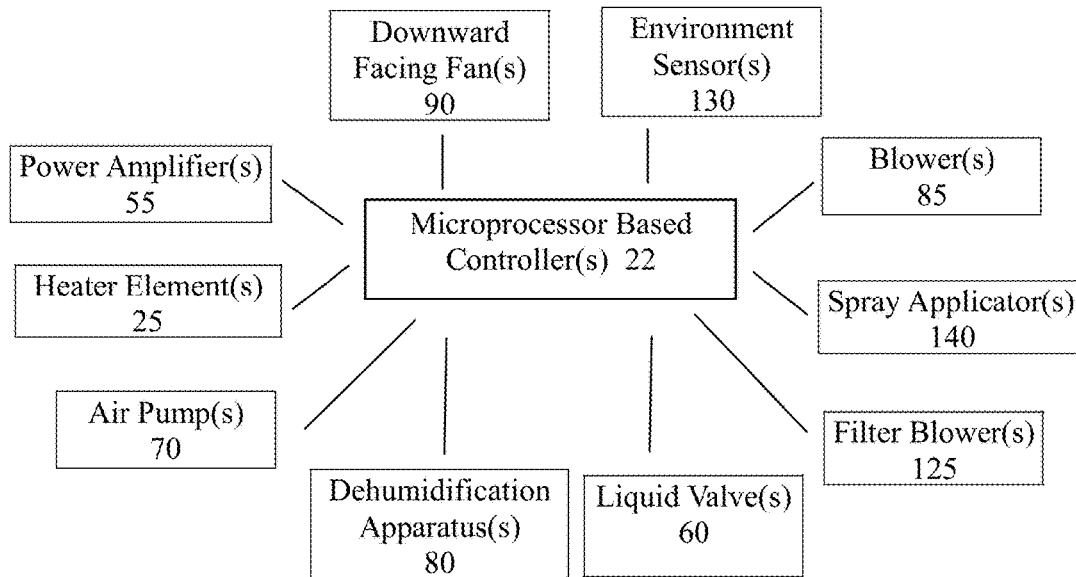 Downward
Facing Fan(s)
90
Environment
Sensor(s)
130
Power Amplifier(s)
55
Blower(s)
85
Microprocessor Based
Controller(s) 22
Heater Element(s)
25
Spray Applicator(s)
140
Air Pump(s)
70
Filter Blower(s)
125
Dehumidification
Apparatus(s)
80
Liquid Valve(s)
60